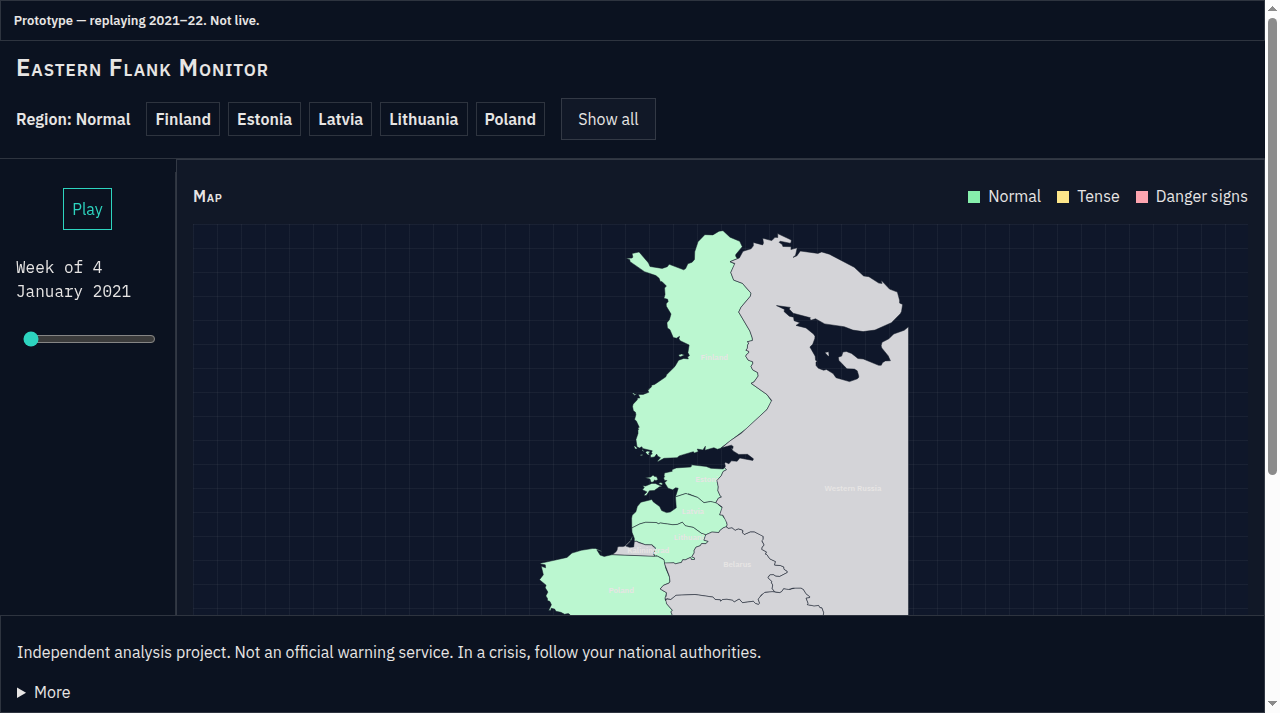 Prototype — replaying 2021–22. Not live.
Eastern Flank Monitor
Region: Normal Finland Estonia Latvia Lithuania Poland Show all
Play
Week of 4
January 2021
Map
Normal Tense Danger signs
Western Russia
Belarus
Independent analysis project. Not an official warning service. In a crisis, follow your national authorities.
More